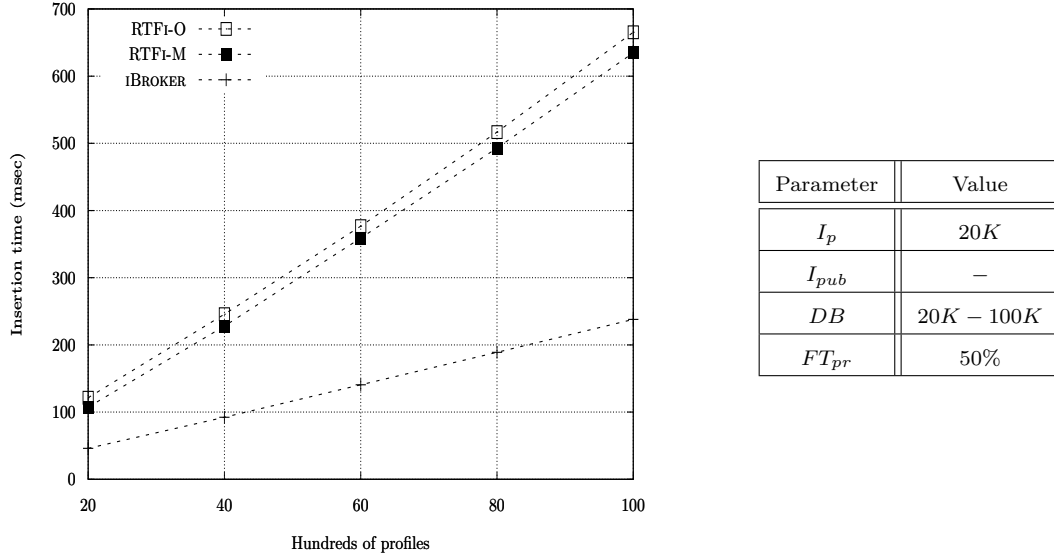 700
600
500
400
300
200
100
0
20 40 60 80 100
Insertion time (msec)
Hundreds of profiles
RTFI-O
RTFI-M
IBROKER
Parameter Value
I_p 20K
I_pub −
DB 20K − 100K
FT_pr 50%